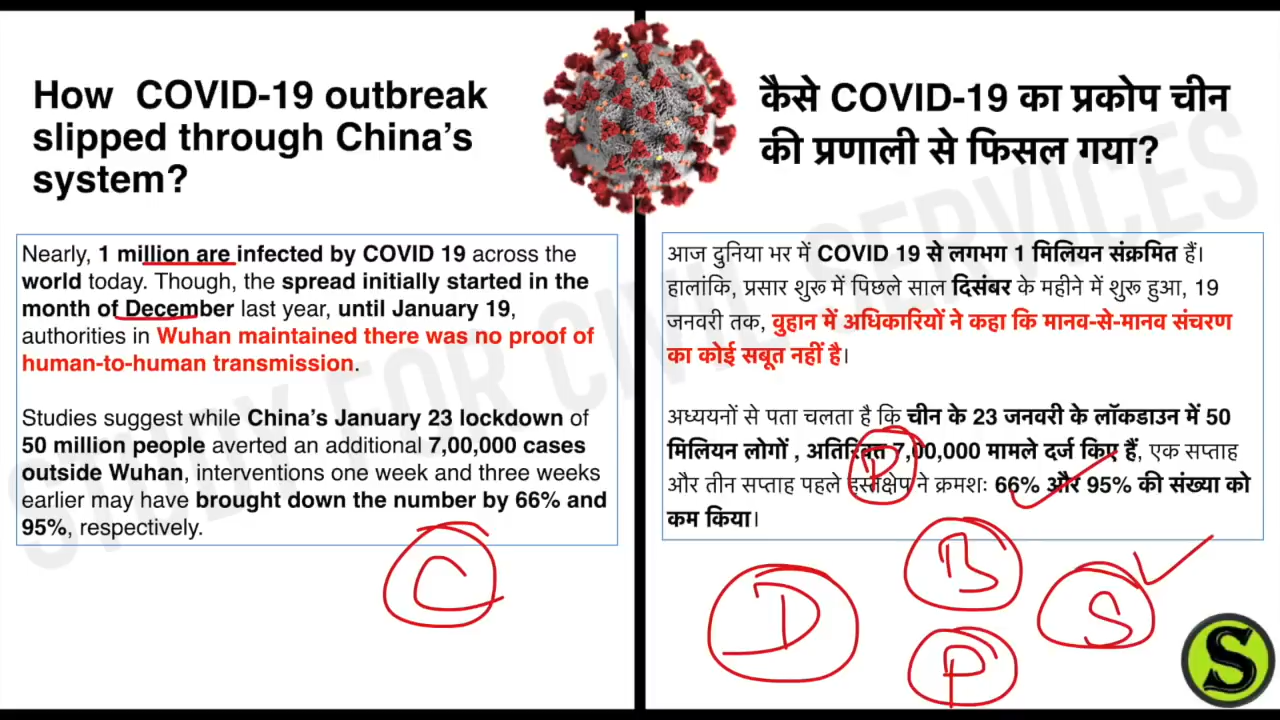 How COVID-19 outbreak
slipped through China's
system?
Nearly, 1 million are infected by COVID 19 across the
world today. Though, the spread initially started in the
month of December last year, until January 19,
authorities in Wuhan maintained there was no proof of
human-to-human transmission.
Studies suggest while China's January 23 lockdown of
50 million people averted an additional 7,00,000 cases
outside Wuhan, interventions one week and three weeks
earlier may have brought down the number by 66% and
95%, respectively.
C
कैसे COVID-19 का प्रकोप चीन
की प्रणाली से फिसल गया?
आज दुनिया भर में COVID 19 से लगभग 1 मिलियन संक्रमित हैं।
हालांकि, प्रसार शुरू में पिछले साल दिसंबर के महीने में शुरू हुआ, 19
जनवरी तक, वुहान में अधिकारियों ने कहा कि मानव-से-मानव संचरण
का कोई सबूत नहीं है।
अध्ययनों से पता चलता है कि चीन के 23 जनवरी के लॉकडाउन में 50
मिलियन लोगों , अतिरिक्त 7,00,000 मामले दर्ज किए हैं, एक सप्ताह
और तीन सप्ताह पहले हस्तक्षेप ने क्रमशः 66% और 95% की संख्या को
कम किया।
P
B
D
S
P
S
STUDY FOR CIVIL SERVICES